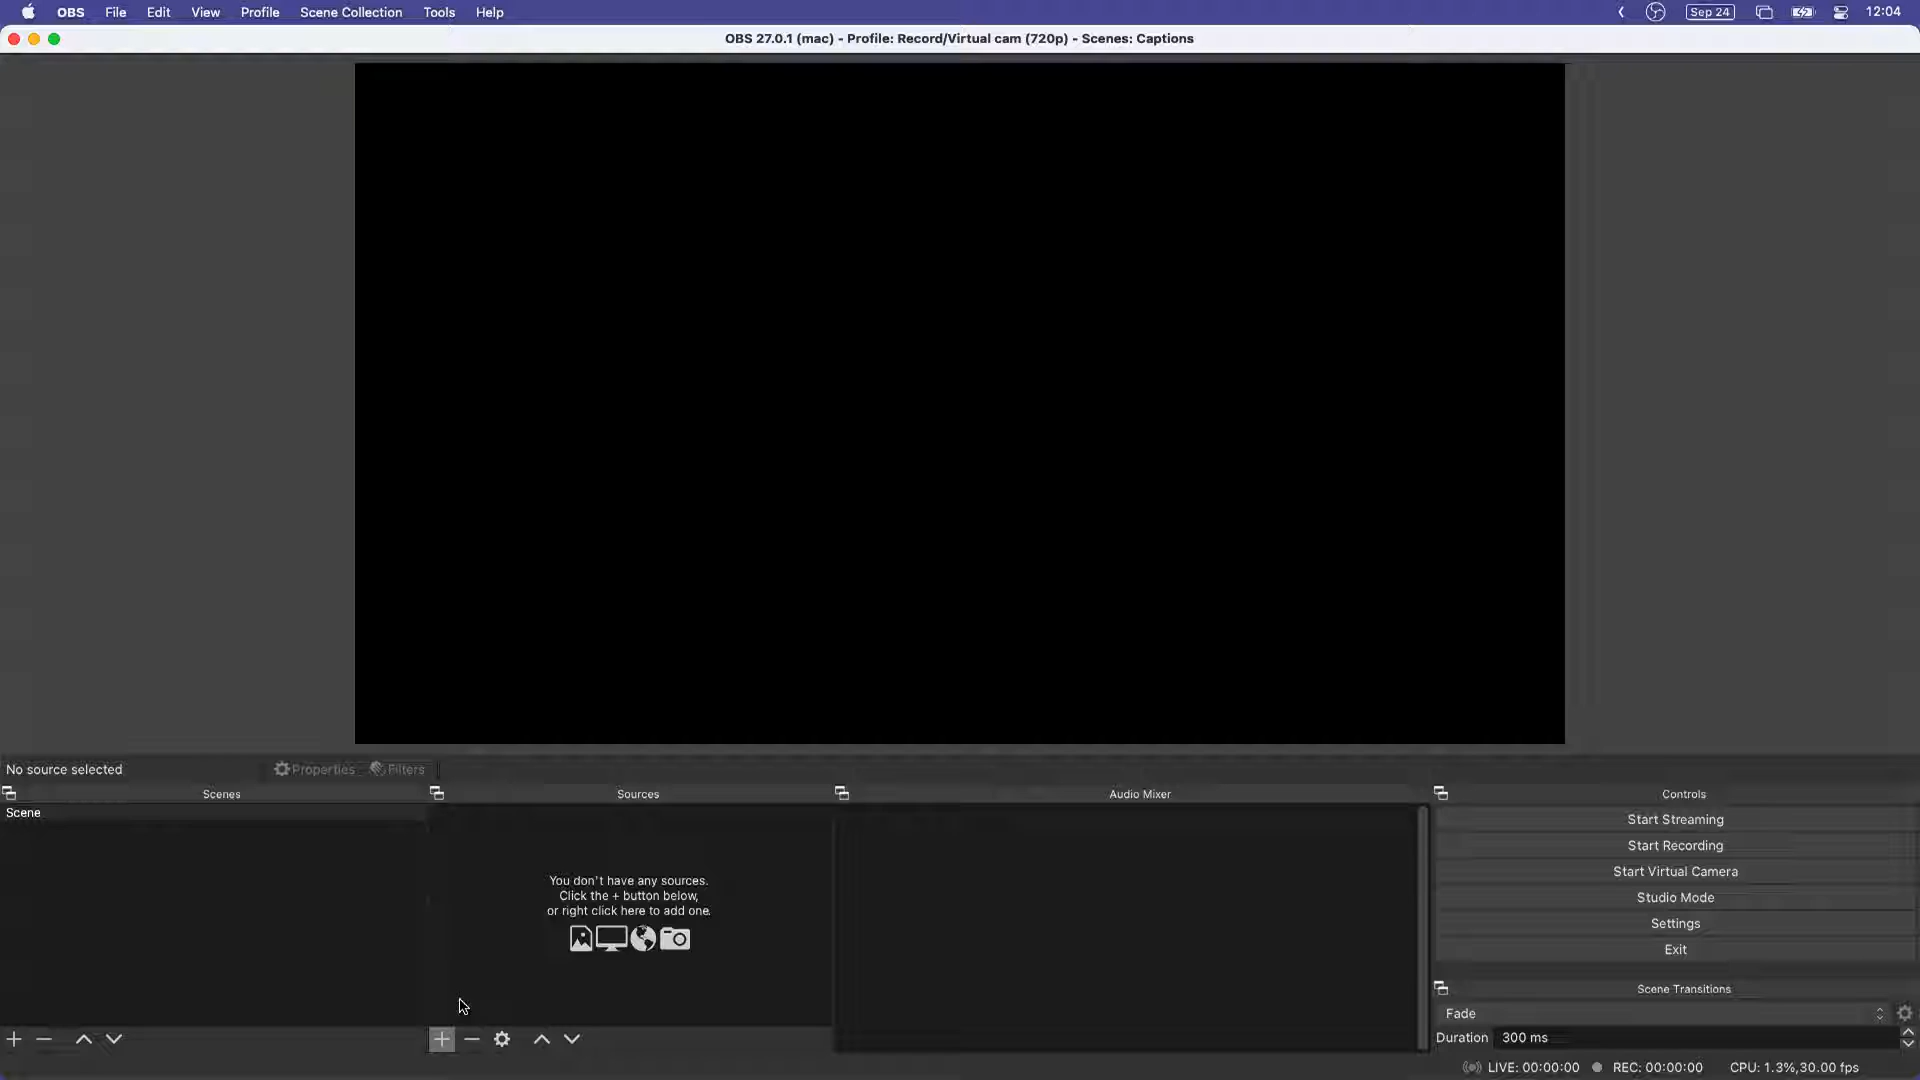 OBS File Edit View Profile Scene Collection Tools Help Sep 24 12:04
OBS 27.0.1 (mac) - Profile: Record/Virtual cam (720p) - Scenes: Captions
No source selected Properties Filters
Scenes Sources Audio Mixer Controls
Scene
You don't have any sources.
Click the + button below,
or right click here to add one.
Start Streaming
Start Recording
Start Virtual Camera
Studio Mode
Settings
Exit
Scene Transitions
Fade
Duration 300 ms
LIVE: 00:00:00 REC: 00:00:00 CPU: 1.3%,30.00 fps